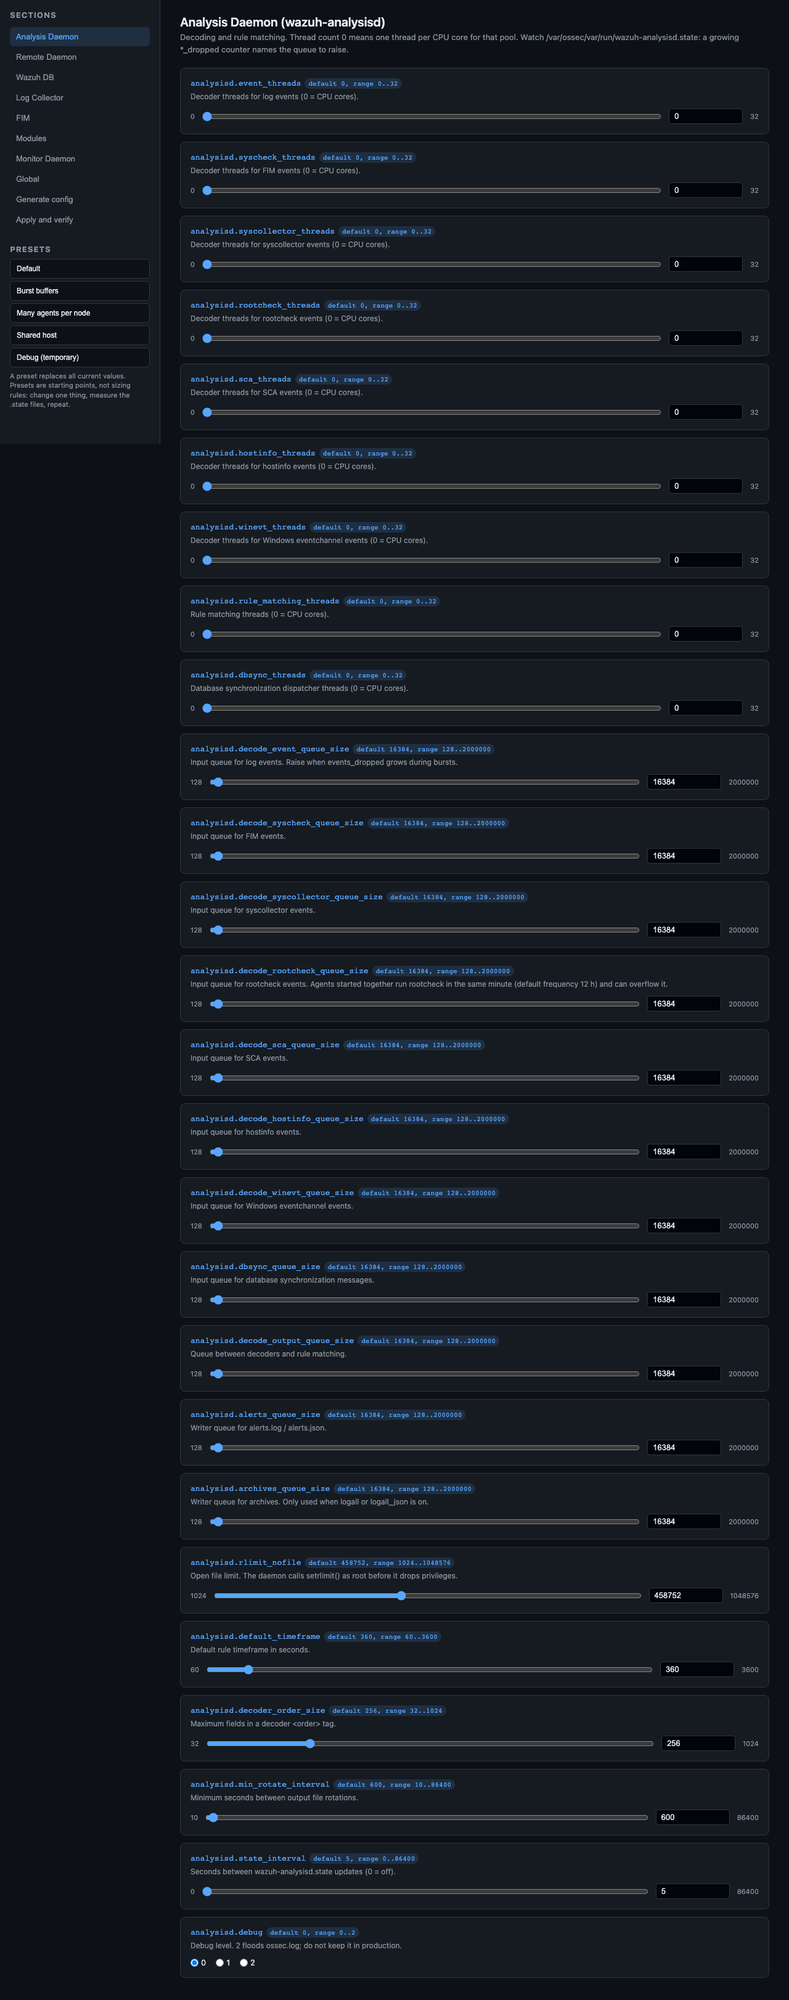 SECTIONS
Analysis Daemon
Remote Daemon
Wazuh DB
Log Collector
FIM
Modules
Monitor Daemon
Global
Generate config
Apply and verify
PRESETS
Default
Burst buffers
Many agents per node
Shared host
Debug (temporary)
A preset replaces all current values.
Presets are starting points, not sizing
rules: change one thing, measure the
.state files, repeat.
Analysis Daemon (wazuh-analysisd)
Decoding and rule matching. Thread count 0 means one thread per CPU core for that pool. Watch /var/ossec/var/run/wazuh-analysisd.state: a growing
*_dropped counter names the queue to raise.
analysisd.event_threads default 0, range 0..32
Decoder threads for log events (0 = CPU cores).
0 0 32
analysisd.syscheck_threads default 0, range 0..32
Decoder threads for FIM events (0 = CPU cores).
0 0 32
analysisd.syscollector_threads default 0, range 0..32
Decoder threads for syscollector events (0 = CPU cores).
0 0 32
analysisd.rootcheck_threads default 0, range 0..32
Decoder threads for rootcheck events (0 = CPU cores).
0 0 32
analysisd.sca_threads default 0, range 0..32
Decoder threads for SCA events (0 = CPU cores).
0 0 32
analysisd.hostinfo_threads default 0, range 0..32
Decoder threads for hostinfo events (0 = CPU cores).
0 0 32
analysisd.winevt_threads default 0, range 0..32
Decoder threads for Windows eventchannel events (0 = CPU cores).
0 0 32
analysisd.rule_matching_threads default 0, range 0..32
Rule matching threads (0 = CPU cores).
0 0 32
analysisd.dbsync_threads default 0, range 0..32
Database synchronization dispatcher threads (0 = CPU cores).
0 0 32
analysisd.decode_event_queue_size default 16384, range 128..2000000
Input queue for log events. Raise when events_dropped grows during bursts.
128 16384 2000000
analysisd.decode_syscheck_queue_size default 16384, range 128..2000000
Input queue for FIM events.
128 16384 2000000
analysisd.decode_syscollector_queue_size default 16384, range 128..2000000
Input queue for syscollector events.
128 16384 2000000
analysisd.decode_rootcheck_queue_size default 16384, range 128..2000000
Input queue for rootcheck events. Agents started together run rootcheck in the same minute (default frequency 12 h) and can overflow it.
128 16384 2000000
analysisd.decode_sca_queue_size default 16384, range 128..2000000
Input queue for SCA events.
128 16384 2000000
analysisd.decode_hostinfo_queue_size default 16384, range 128..2000000
Input queue for hostinfo events.
128 16384 2000000
analysisd.decode_winevt_queue_size default 16384, range 128..2000000
Input queue for Windows eventchannel events.
128 16384 2000000
analysisd.dbsync_queue_size default 16384, range 128..2000000
Input queue for database synchronization messages.
128 16384 2000000
analysisd.decode_output_queue_size default 16384, range 128..2000000
Queue between decoders and rule matching.
128 16384 2000000
analysisd.alerts_queue_size default 16384, range 128..2000000
Writer queue for alerts.log / alerts.json.
128 16384 2000000
analysisd.archives_queue_size default 16384, range 128..2000000
Writer queue for archives. Only used when logall or logall_json is on.
128 16384 2000000
analysisd.rlimit_nofile default 458752, range 1024..1048576
Open file limit. The daemon calls setrlimit() as root before it drops privileges.
1024 458752 1048576
analysisd.default_timeframe default 360, range 60..3600
Default rule timeframe in seconds.
60 360 3600
analysisd.decoder_order_size default 256, range 32..1024
Maximum fields in a decoder <order> tag.
32 256 1024
analysisd.min_rotate_interval default 600, range 10..86400
Minimum seconds between output file rotations.
10 600 86400
analysisd.state_interval default 5, range 0..86400
Seconds between wazuh-analysisd.state updates (0 = off).
0 5 86400
analysisd.debug default 0, range 0..2
Debug level. 2 floods ossec.log; do not keep it in production.
0 1 2